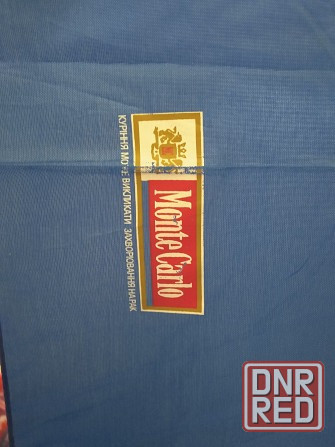 Monte Carlo
КУРІННЯ МОЖЕ ВИКЛИКАТИ ЗАХВОРЮВАННЯ НА РАК
DNR
RED